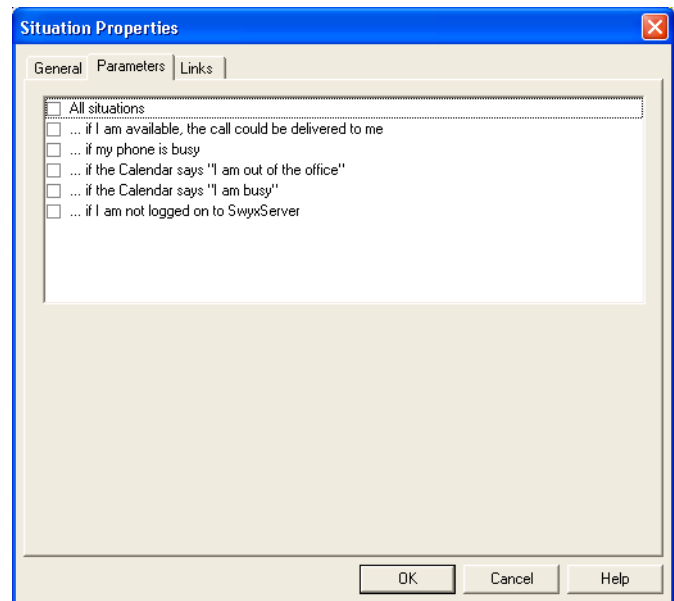 Situation Properties
General Parameters Links
All situations
... if I am available, the call could be delivered to me
... if my phone is busy
... if the Calendar says "I am out of the office"
... if the Calendar says "I am busy"
... if I am not logged on to SwyxServer
OK Cancel Help